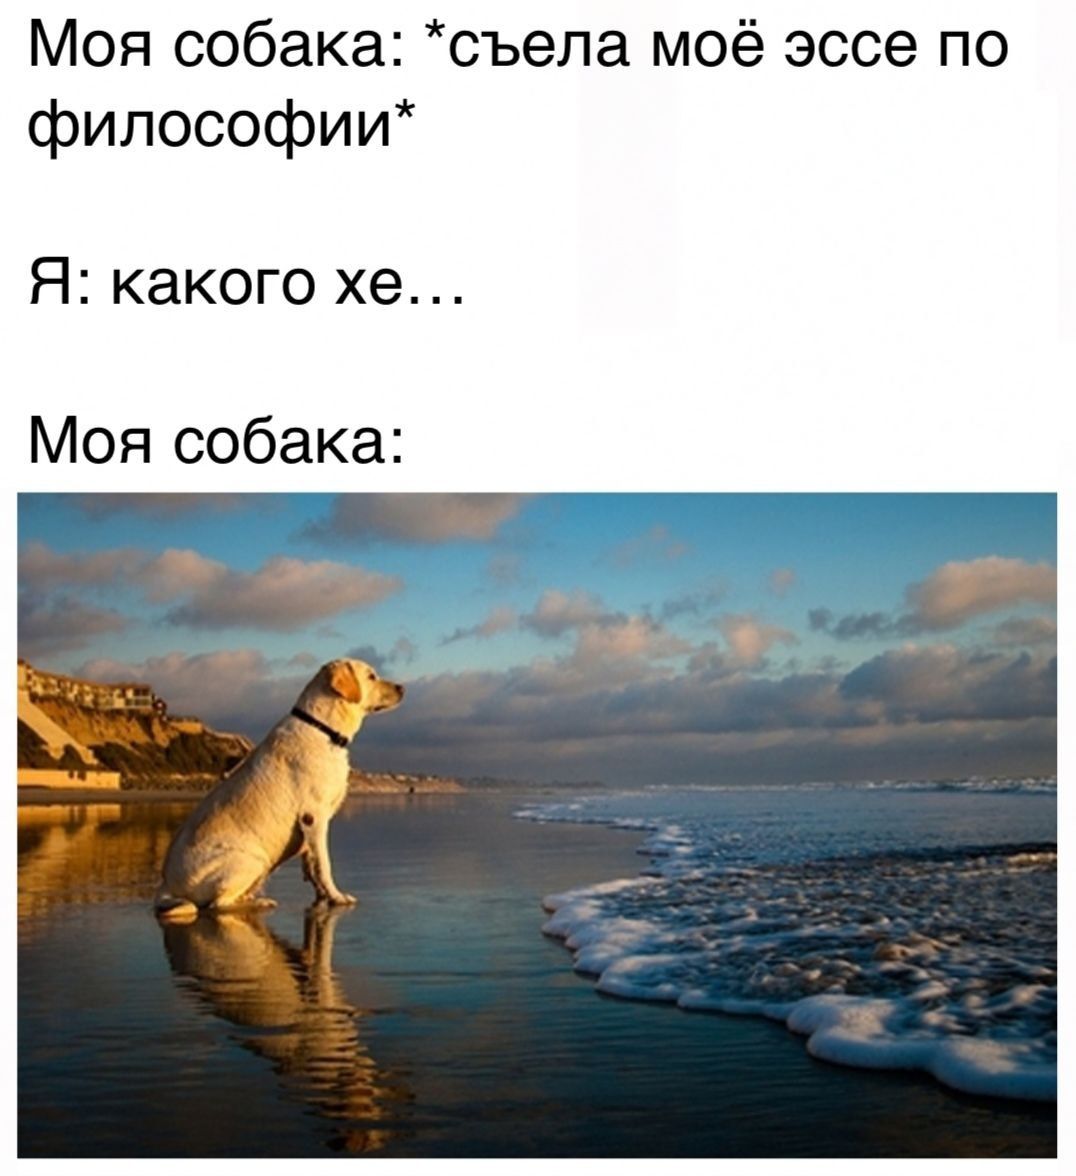 Моя собака: *съела моё эссе по
философии*
Я: какого хе...
Моя собака: